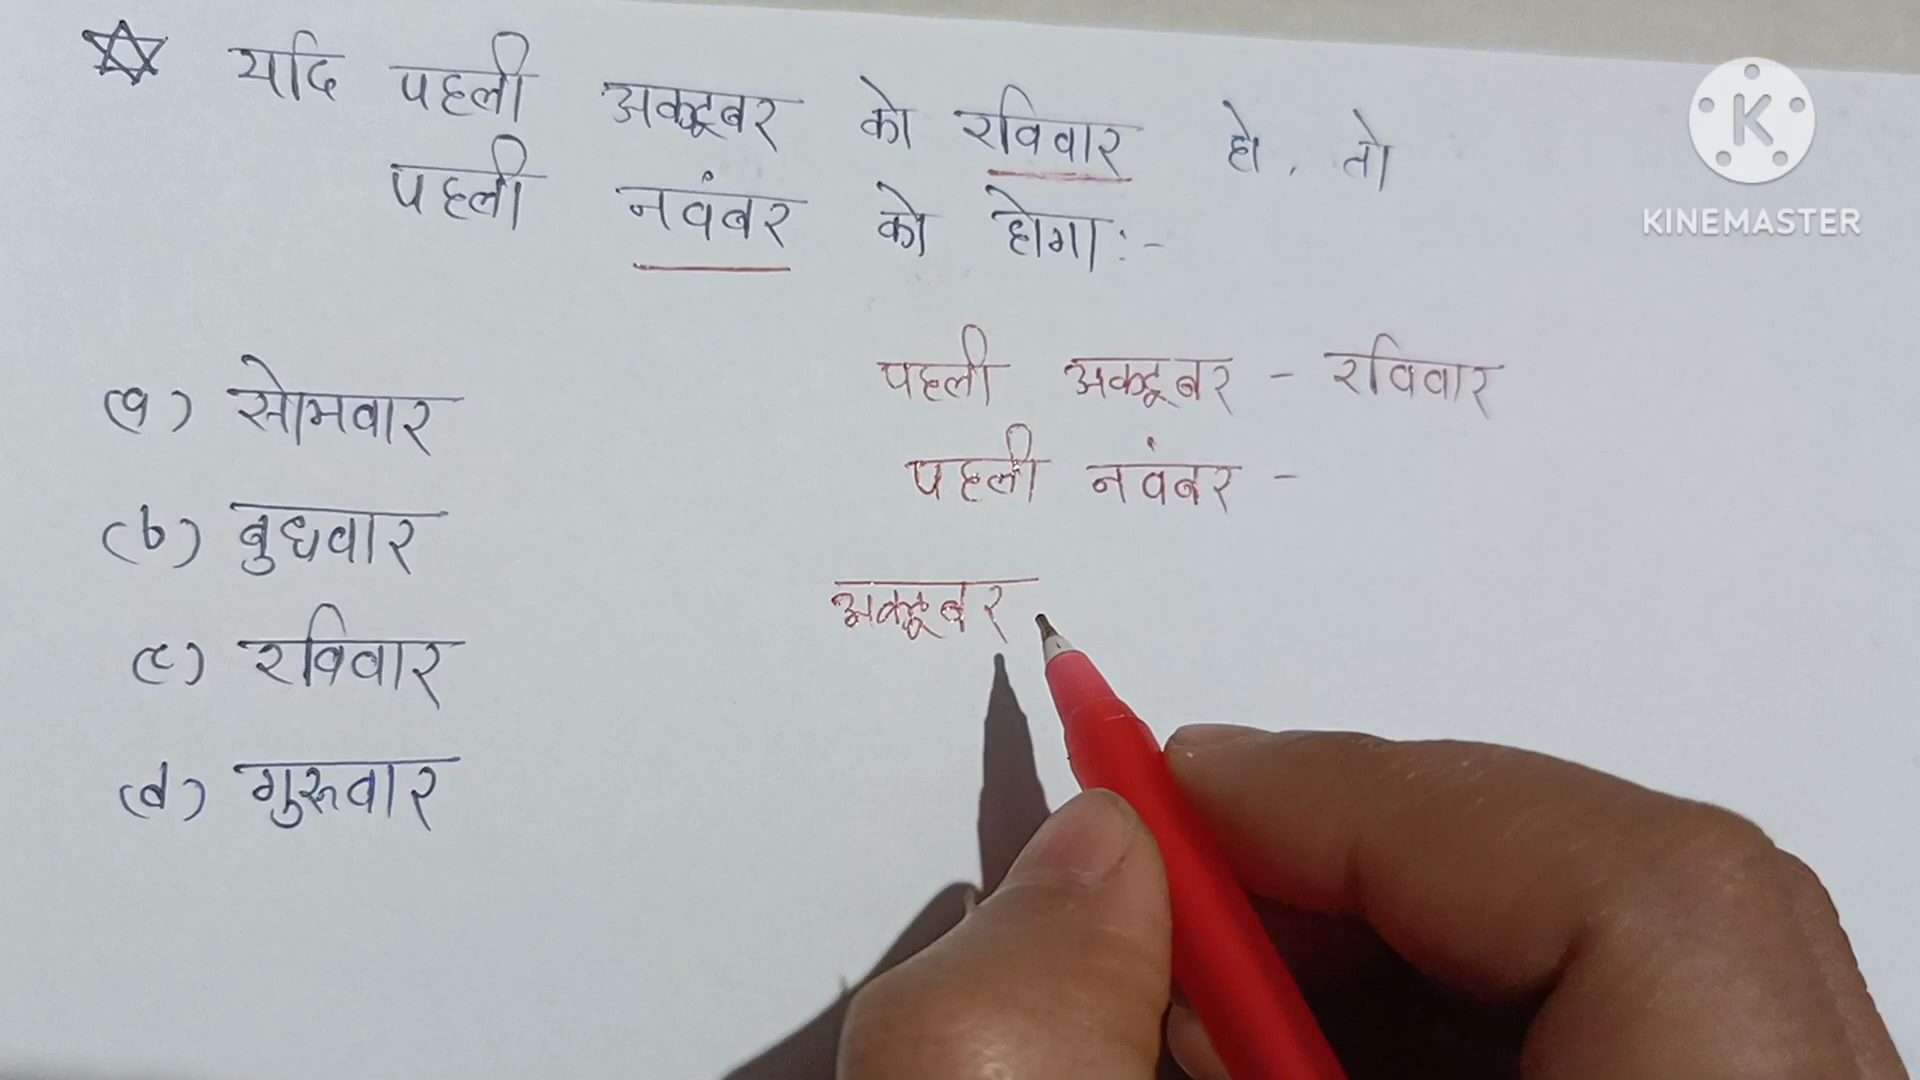 यदि पहली अक्टूबर को रविवार हो, तो
पहली नवंबर को होगा:-
(a) सोमवार
(b) बुधवार
(c) रविवार
(d) गुरुवार
पहली अक्टूबर - रविवार
पहली नवंबर -
अक्टूबर
K
KINEMASTER